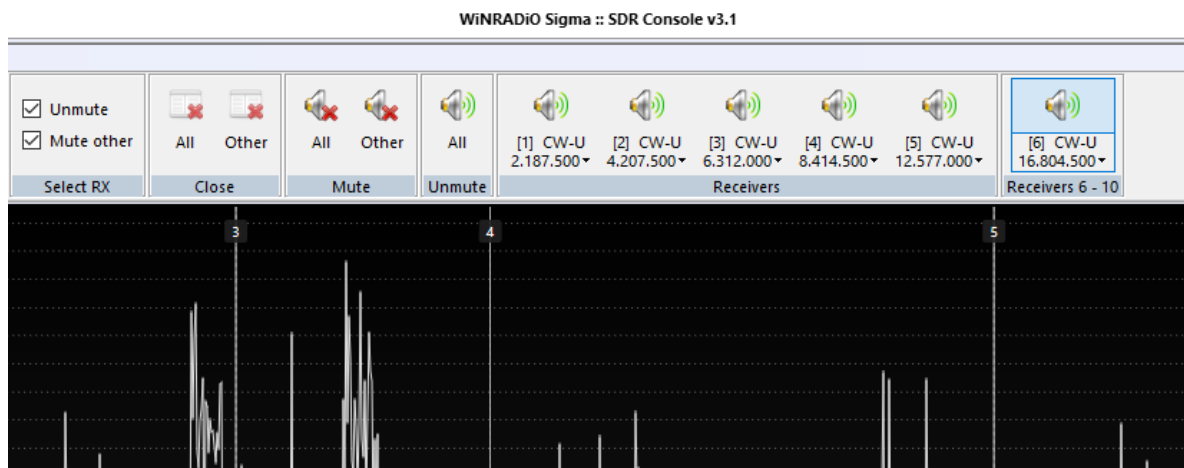 WiNRADiO Sigma :: SDR Console v3.1
Unmute
Mute other
All Other All Other All
[1] CW-U [2] CW-U [3] CW-U [4] CW-U [5] CW-U [6] CW-U
2.187.500 4.207.500 6.312.000 8.414.500 12.577.000 16.804.500
Select RX Close Mute Unmute Receivers Receivers 6 - 10
3 4 5